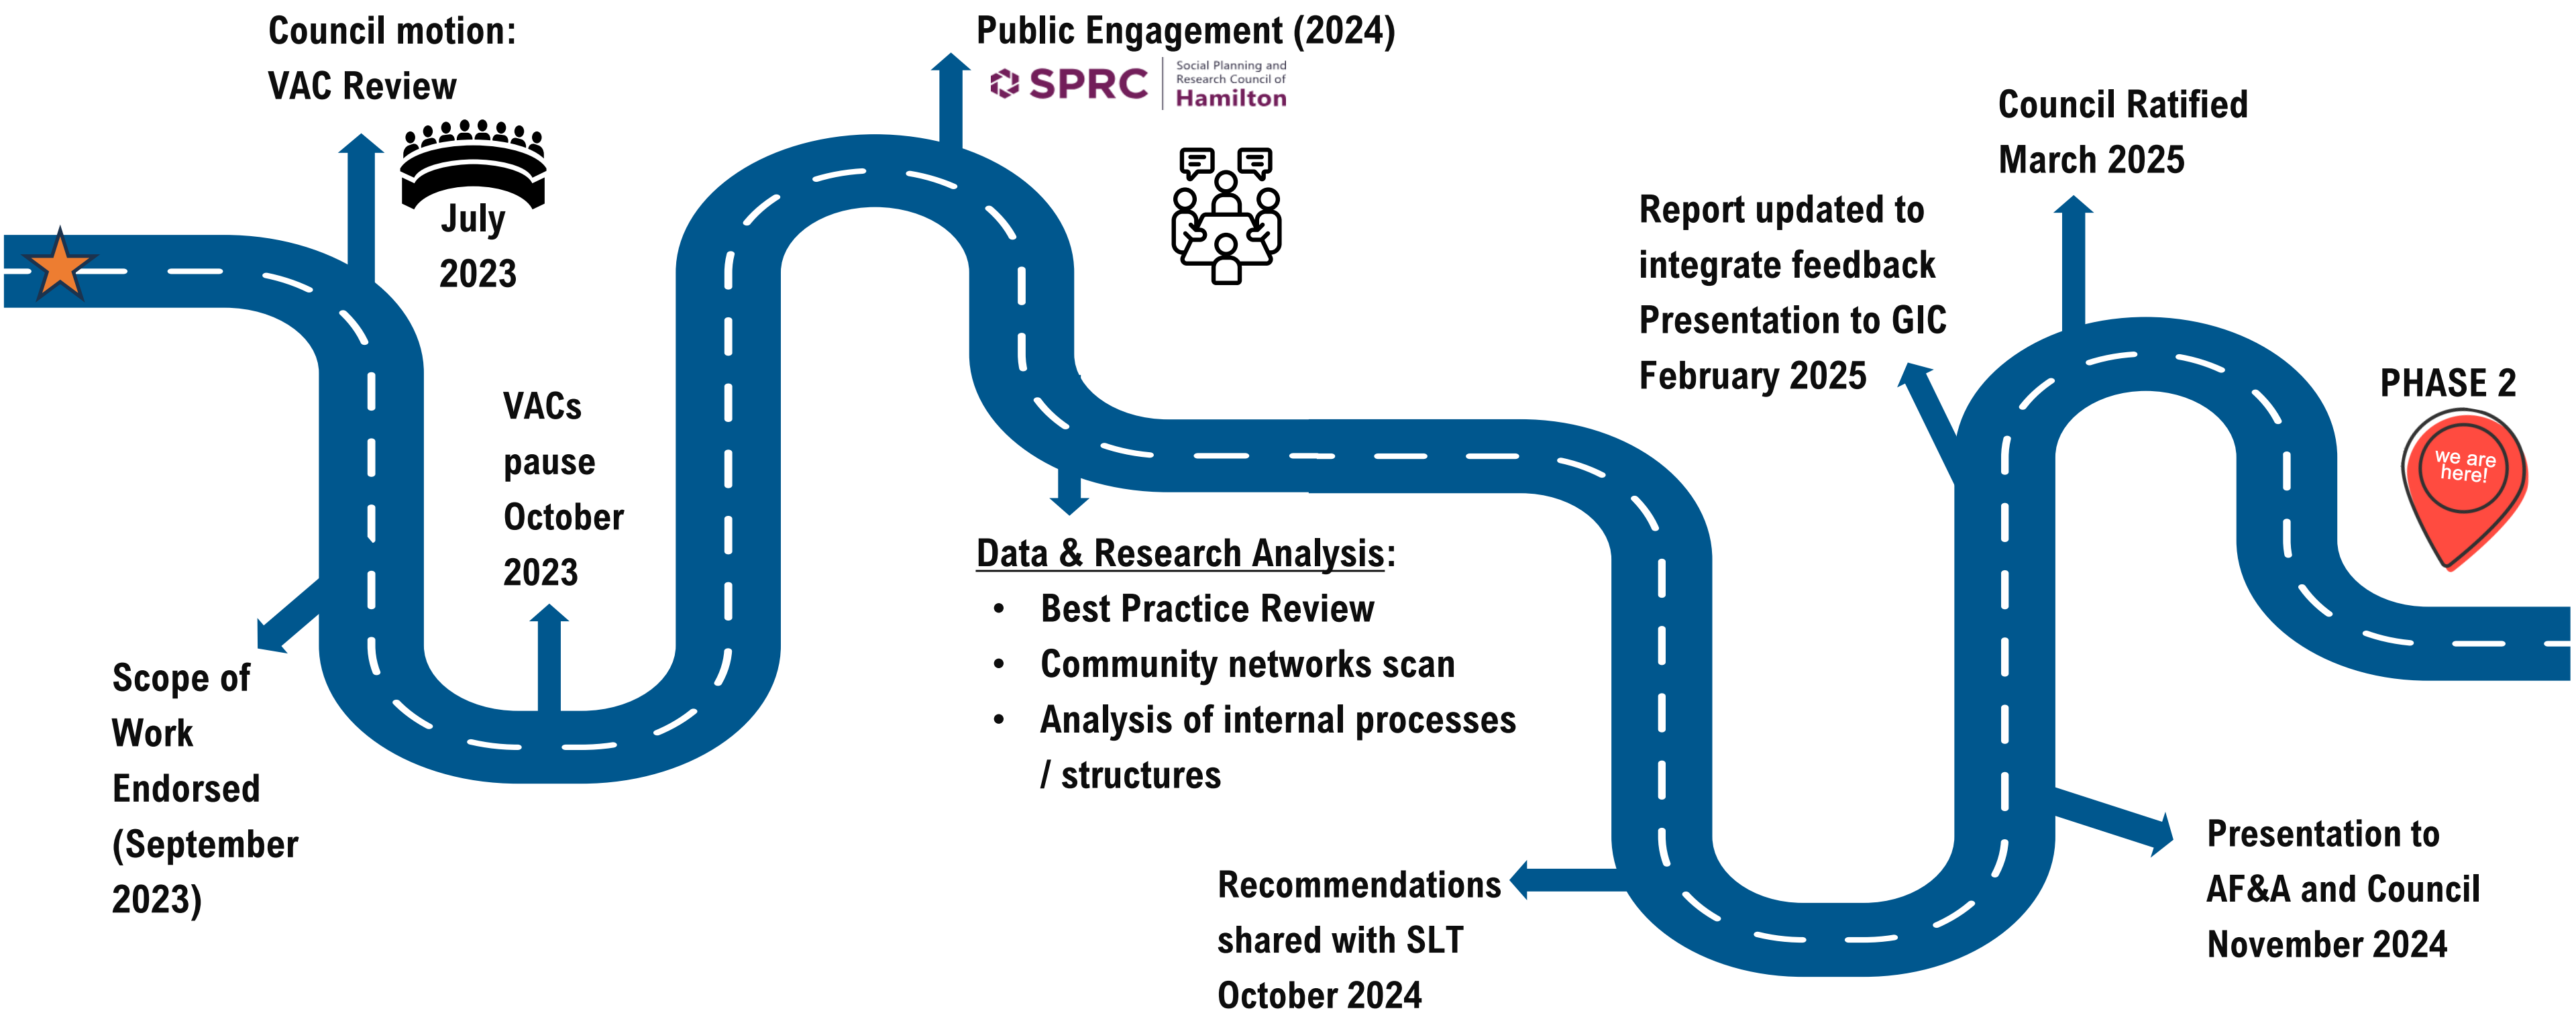 Council motion:
VAC Review
July
2023
Scope of
Work
Endorsed
(September
2023)
VACs
pause
October
2023
Public Engagement (2024)
SPRC
Social Planning and
Research Council of
Hamilton
Data & Research Analysis:
• Best Practice Review
• Community networks scan
• Analysis of internal processes
/ structures
Recommendations
shared with SLT
October 2024
Presentation to
AF&A and Council
November 2024
Report updated to
integrate feedback
Presentation to GIC
February 2025
Council Ratified
March 2025
PHASE 2
we are
here!